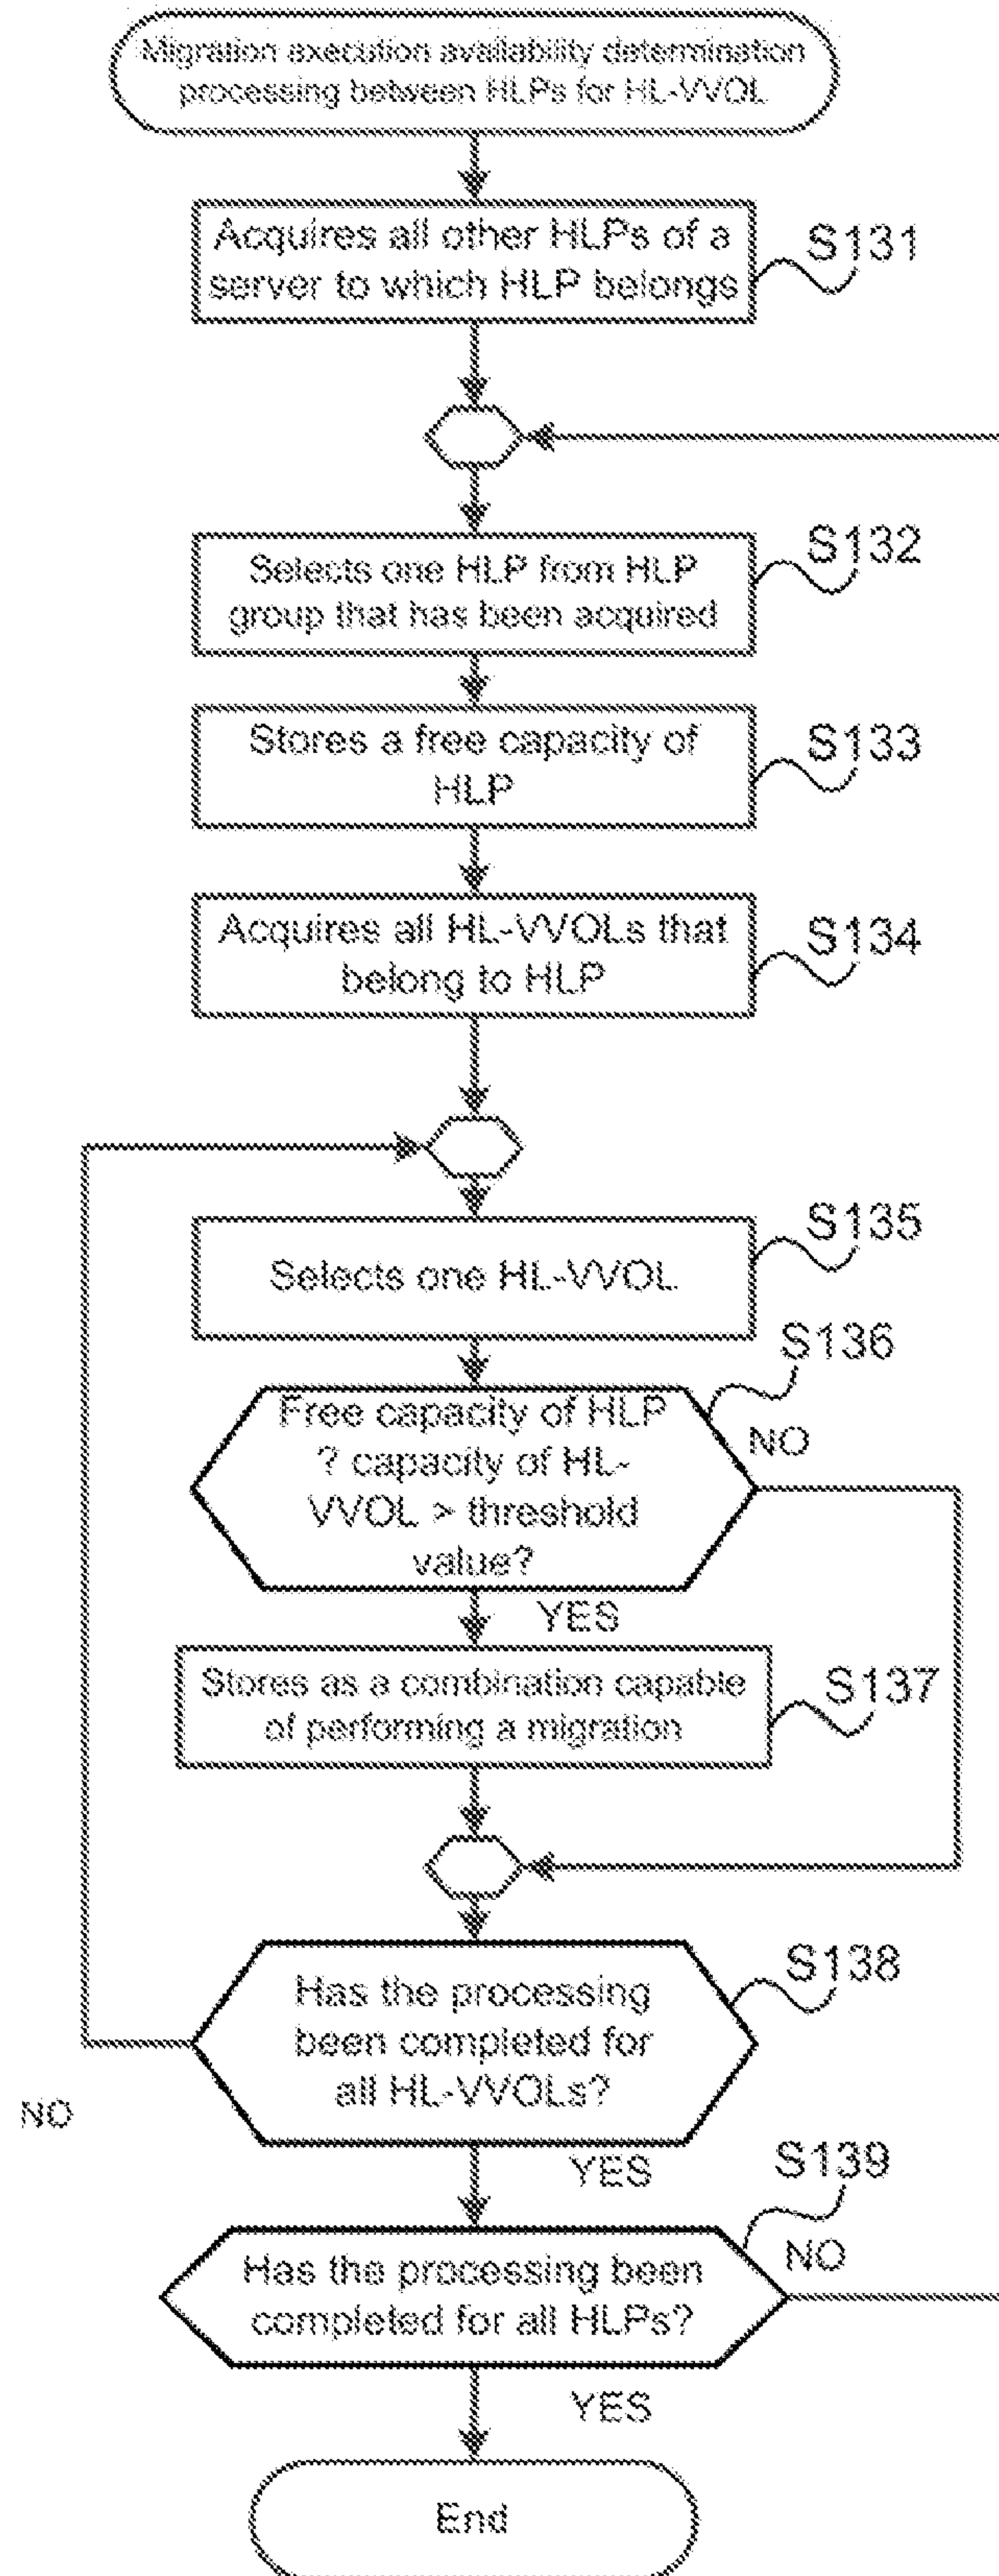 Migration execution availability determination
processing between HLPs for HL-VVOL
Acquires all other HLPs of a
server to which HLP belongs
S131
Selects one HLP from HLP
group that has been acquired
S132
Stores a free capacity of
HLP
S133
Acquires all HL-VVOLs that
belong to HLP
S134
Selects one HL-VVOL
S135
Free capacity of HLP
? capacity of HL-
VVOL > threshold
value?
S136
NO
YES
Stores as a combination capable
of performing a migration
S137
Has the processing
been completed for
all HL-VVOLs?
S138
NO
YES
Has the processing been
completed for all HLPs?
S139
NO
YES
End